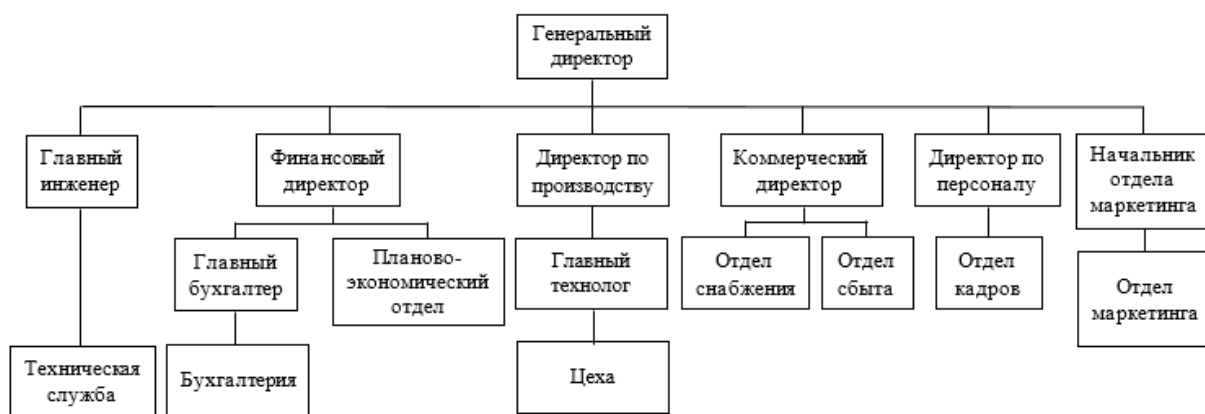 Генеральный
директор
Главный
инженер
Финансовый
директор
Директор по
производству
Коммерческий
директор
Директор по
персоналу
Начальник
отдела
маркетинга
Главный
бухгалтер
Планово-
экономический
отдел
Главный
технолог
Отдел
снабжения
Отдел
сбыта
Отдел
кадров
Отдел
маркетинга
Техническая
служба
Бухгалтерия
Цеха